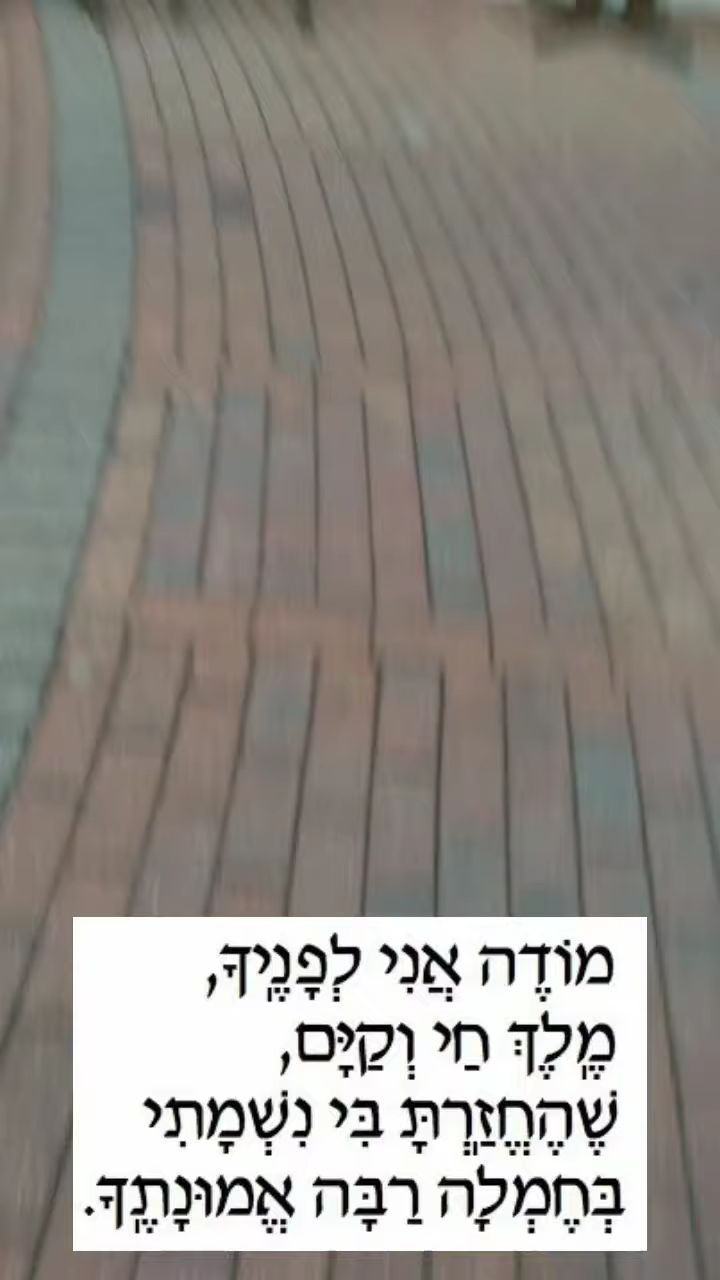 מוֹדֶה אֲנִי לְפָנֶֽיךָ,
מֶֽלֶךְ חַי וְקַיָּם,
שֶׁהֶחֱזַֽרְתָּ בִּי נִשְׁמָתִי
בְּחֶמְלָה רַבָּה אֱמוּנָתֶֽךָ.